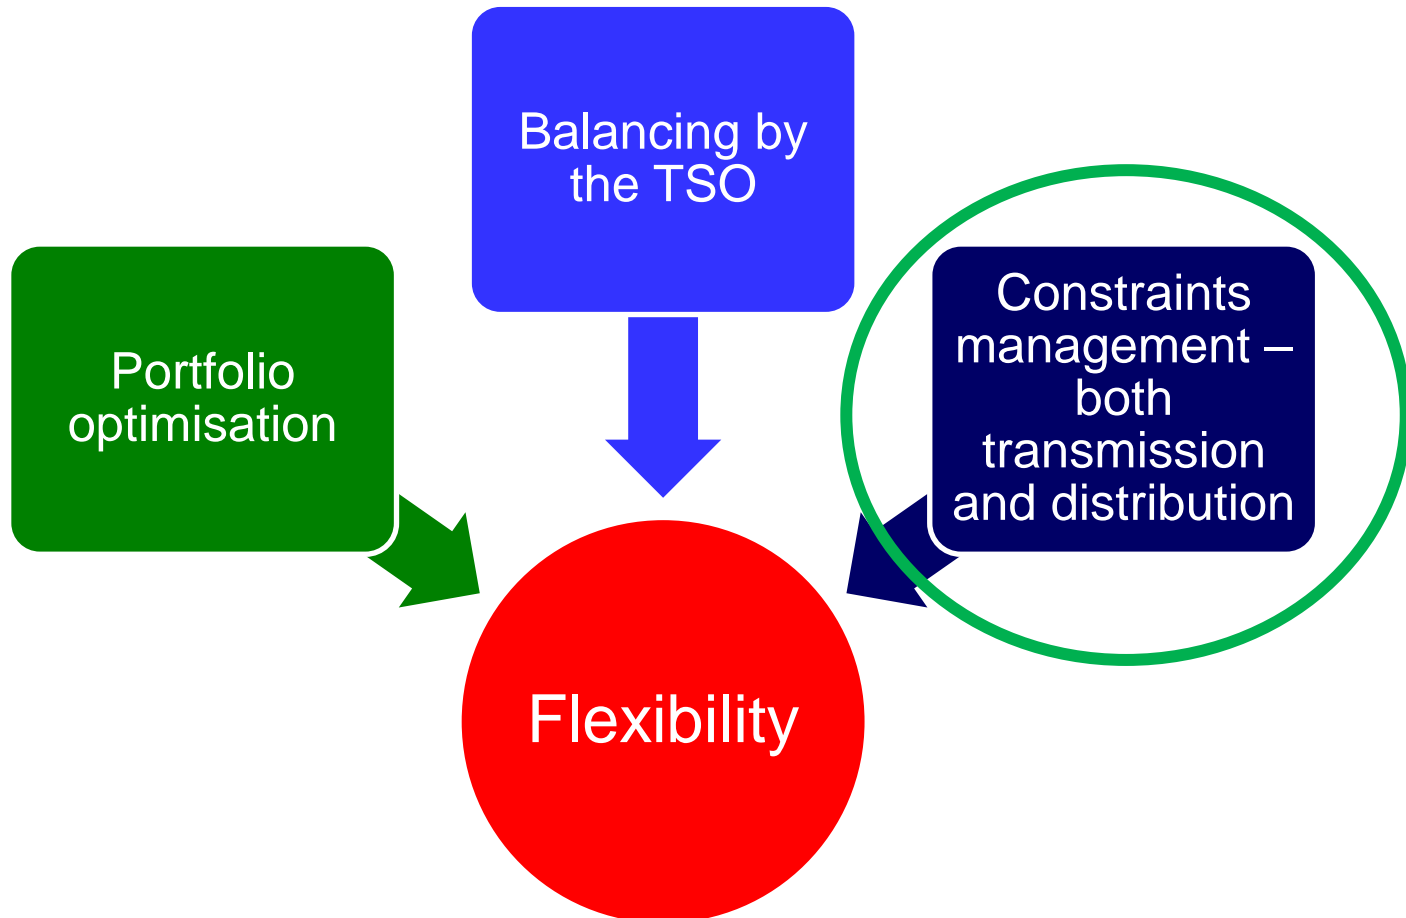 Balancing by
the TSO
Portfolio
optimisation
Constraints
management –
both
transmission
and distribution
Flexibility